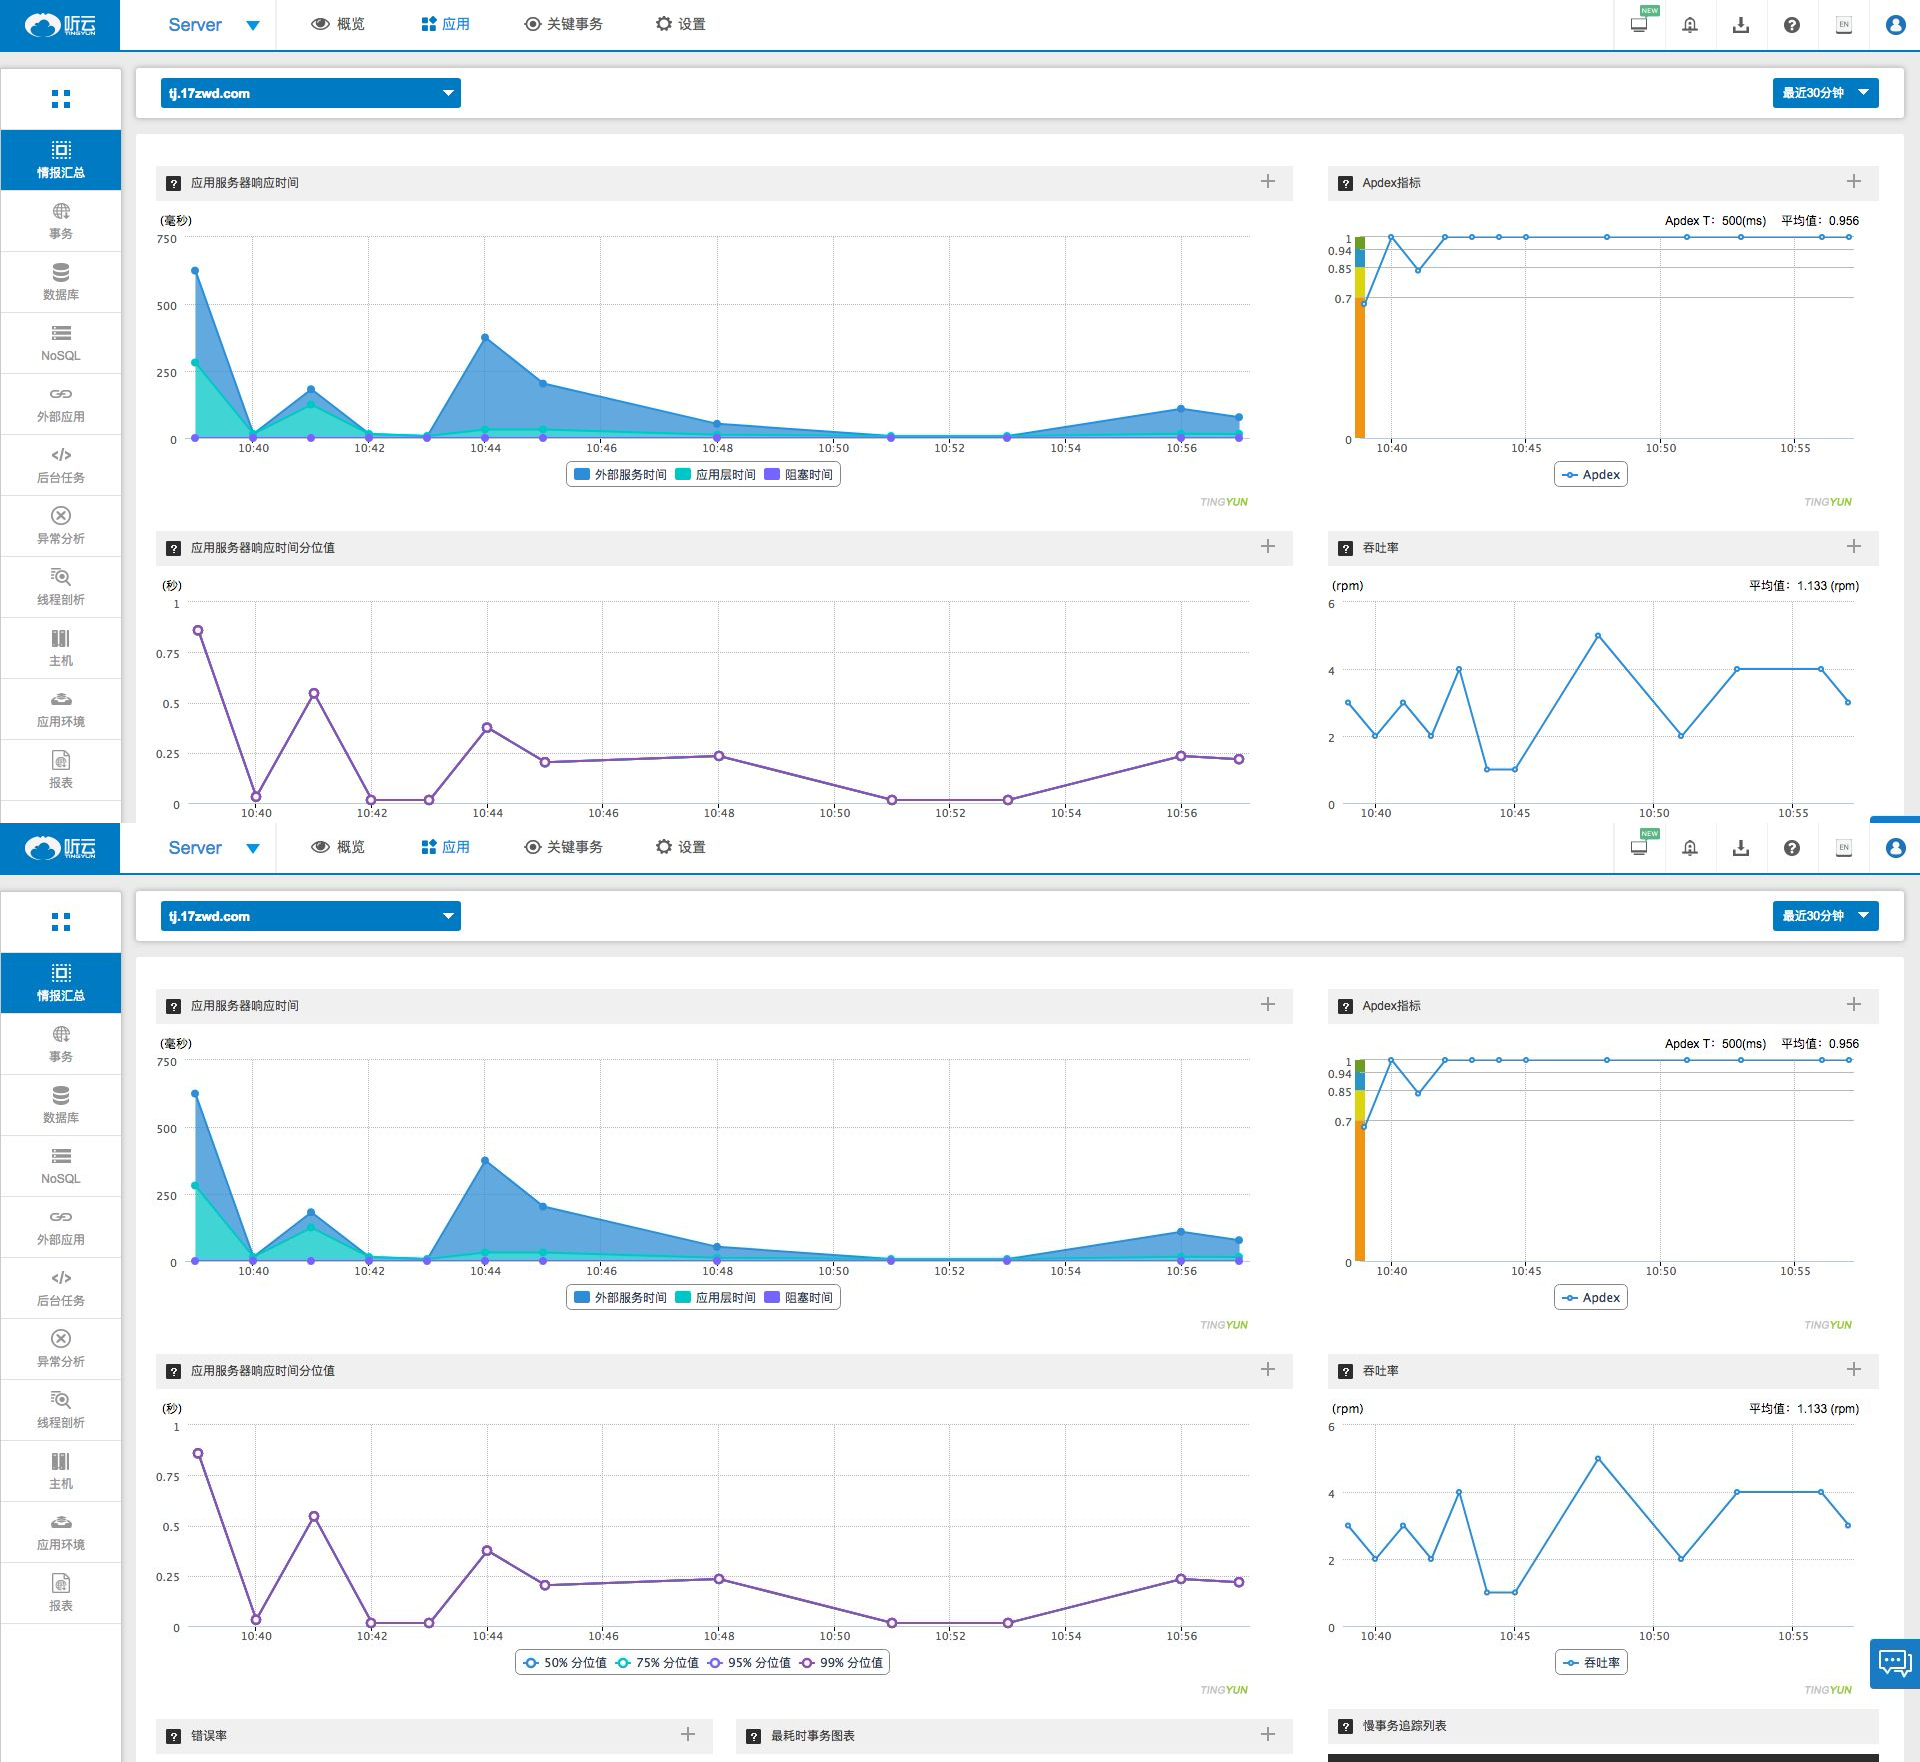 听云 TINGYUN Server 概览 应用 关键事务 设置 NEW EN
tj.17zwd.com 最近30分钟
情报汇总
事务
数据库
NoSQL
外部应用
后台任务
异常分析
线程剖析
主机
应用环境
报表
应用服务器响应时间
(毫秒)
750
500
250
0
10:40 10:42 10:44 10:46 10:48 10:50 10:52 10:54 10:56
外部服务时间 应用层时间 阻塞时间
TINGYUN
Apdex指标
Apdex T: 500(ms) 平均值: 0.956
1
0.94
0.85
0.7
0
10:40 10:45 10:50 10:55
Apdex
TINGYUN
应用服务器响应时间分位值
(秒)
1
0.75
0.5
0.25
0
10:40 10:42 10:44 10:46 10:48 10:50 10:52 10:54 10:56
吞吐率
(rpm) 平均值: 1.133 (rpm)
6
4
2
0
10:40 10:45 10:50 10:55
听云 TINGYUN Server 概览 应用 关键事务 设置 NEW EN
tj.17zwd.com 最近30分钟
情报汇总
事务
数据库
NoSQL
外部应用
后台任务
异常分析
线程剖析
主机
应用环境
报表
应用服务器响应时间
(毫秒)
750
500
250
0
10:40 10:42 10:44 10:46 10:48 10:50 10:52 10:54 10:56
外部服务时间 应用层时间 阻塞时间
TINGYUN
Apdex指标
Apdex T: 500(ms) 平均值: 0.956
1
0.94
0.85
0.7
0
10:40 10:45 10:50 10:55
Apdex
TINGYUN
应用服务器响应时间分位值
(秒)
1
0.75
0.5
0.25
0
10:40 10:42 10:44 10:46 10:48 10:50 10:52 10:54 10:56
50% 分位值 75% 分位值 95% 分位值 99% 分位值
TINGYUN
吞吐率
(rpm) 平均值: 1.133 (rpm)
6
4
2
0
10:40 10:45 10:50 10:55
吞吐率
TINGYUN
错误率
最耗时事务图表
慢事务追踪列表